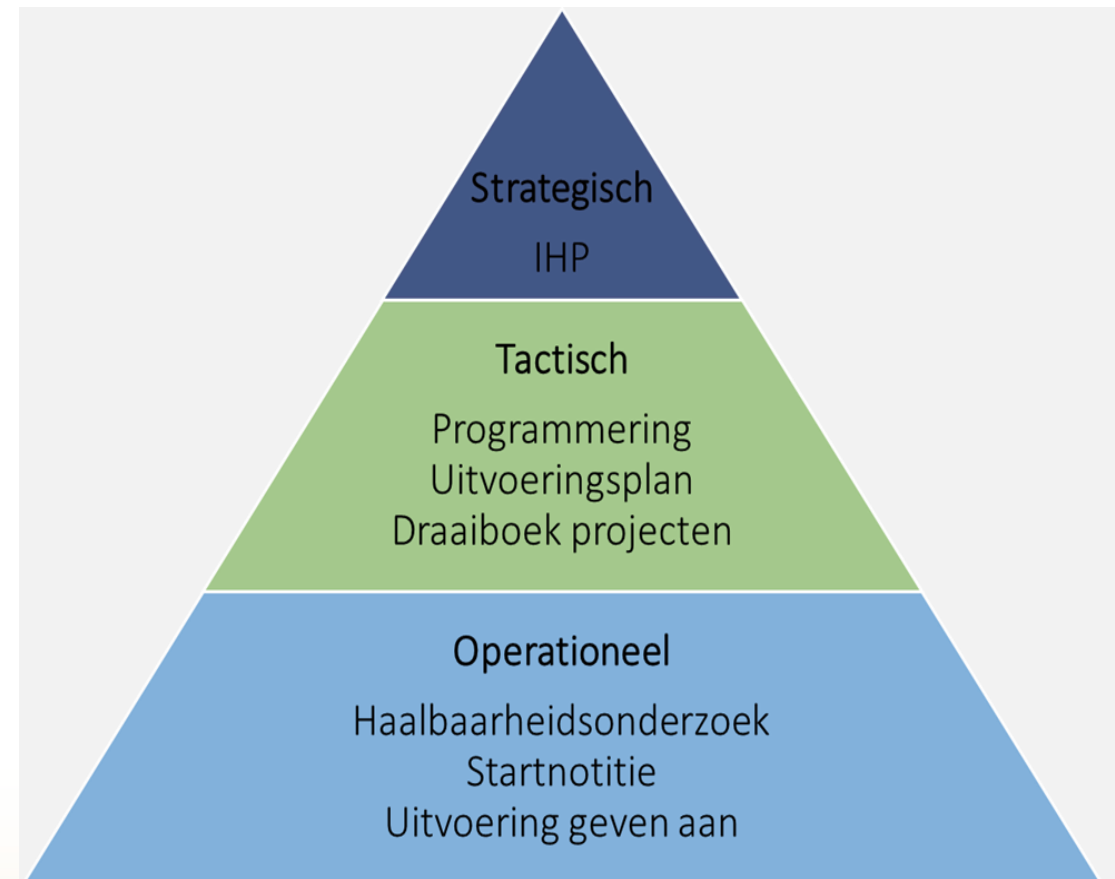 Strategisch
IHP
Tactisch
Programmering
Uitvoeringsplan
Draaiboek projecten
Operationeel
Haalbaarheidsonderzoek
Startnotitie
Uitvoering geven aan